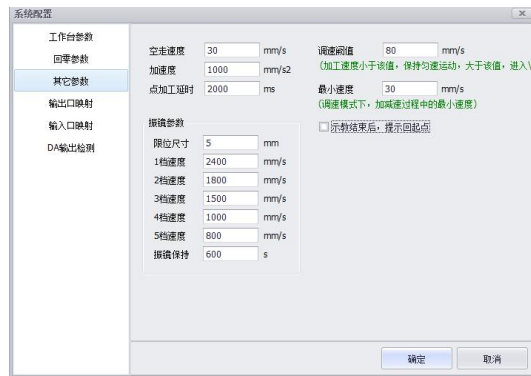 系统配置
工作台参数
回零参数
其它参数
输出口映射
输入口映射
DA输出检测
空走速度 30 mm/s
加速度 1000 mm/s2
点加工延时 2000 ms
调速阈值 80 mm/s
(加工速度小于该值，保持匀速运动，大于该值，进入
最小速度 30 mm/s
(调速模式下，加减速过程中的最小速度)
示教结束后，提示回起点
振镜参数
限位尺寸 5 mm
1档速度 2400 mm/s
2档速度 1800 mm/s
3档速度 1500 mm/s
4档速度 1000 mm/s
5档速度 800 mm/s
振镜保持 600 s
确定
取消